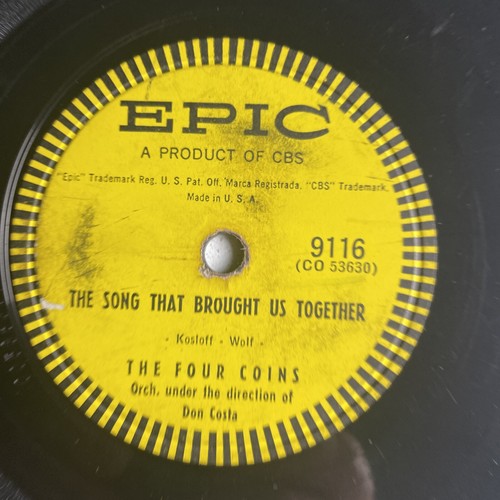 EPIC
A PRODUCT OF CBS
"Epic" Trademark Reg. U. S. Pat. Off. Marca Registrada. "CBS" Trademark.
Made in U. S. A.
9116
(CO 53630)
THE SONG THAT BROUGHT US TOGETHER
- Kosloff - Wolf -
THE FOUR COINS
Orch. under the direction of
Don Costa